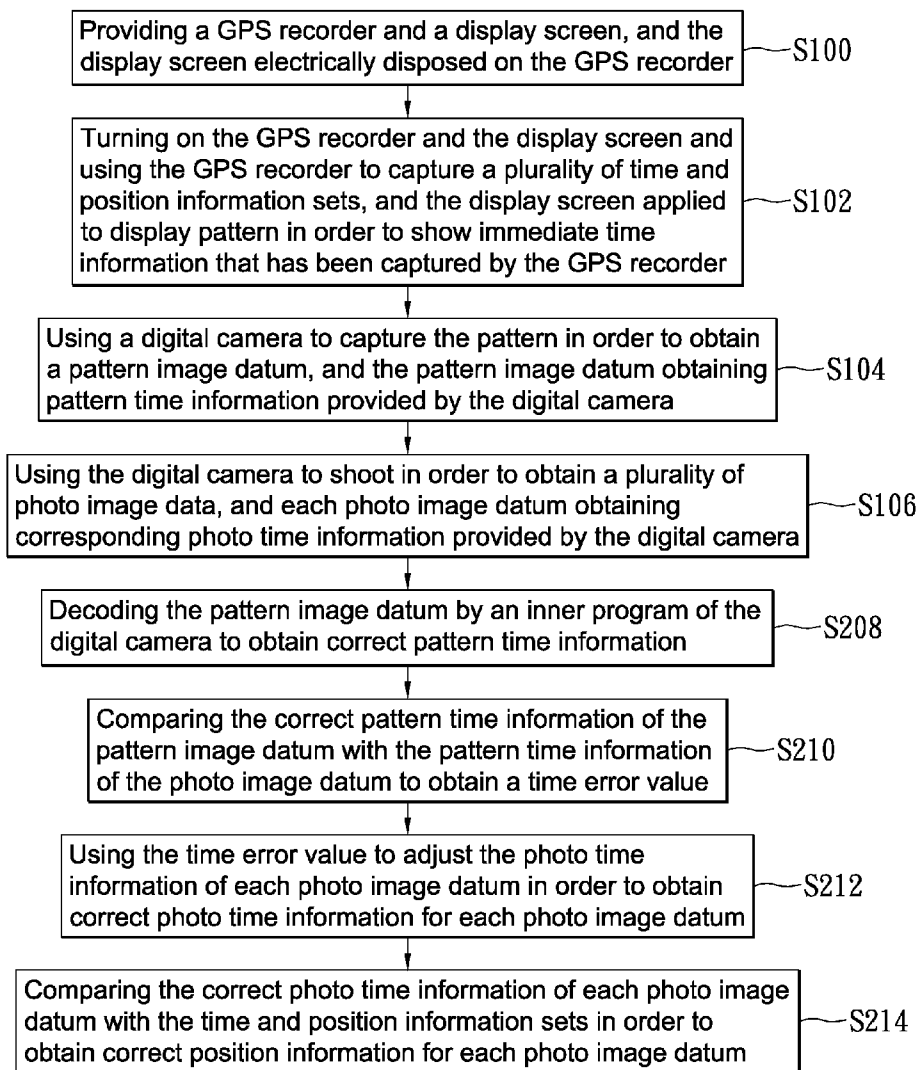 Providing a GPS recorder and a display screen, and the
display screen electrically disposed on the GPS recorder
S100
Turning on the GPS recorder and the display screen and
using the GPS recorder to capture a plurality of time and
position information sets, and the display screen applied
to display pattern in order to show immediate time
information that has been captured by the GPS recorder
S102
Using a digital camera to capture the pattern in order to obtain
a pattern image datum, and the pattern image datum obtaining
pattern time information provided by the digital camera
S104
Using the digital camera to shoot in order to obtain a plurality of
photo image data, and each photo image datum obtaining
corresponding photo time information provided by the digital camera
S106
Decoding the pattern image datum by an inner program of the
digital camera to obtain correct pattern time information
S208
Comparing the correct pattern time information of the
pattern image datum with the pattern time information
of the photo image datum to obtain a time error value
S210
Using the time error value to adjust the photo time
information of each photo image datum in order to obtain
correct photo time information for each photo image datum
S212
Comparing the correct photo time information of each photo image
datum with the time and position information sets in order to
obtain correct position information for each photo image datum
S214